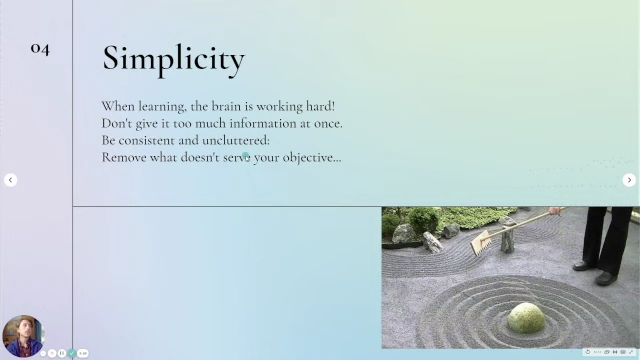 04
Simplicity
When learning, the brain is working hard!
Don't give it too much information at once.
Be consistent and uncluttered:
Remove what doesn't serve your objective...